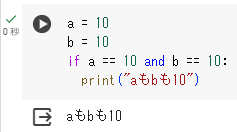 a = 10
b = 10
if a == 10 and b == 10:
  print("aもbも10")
0 秒
aもbも10